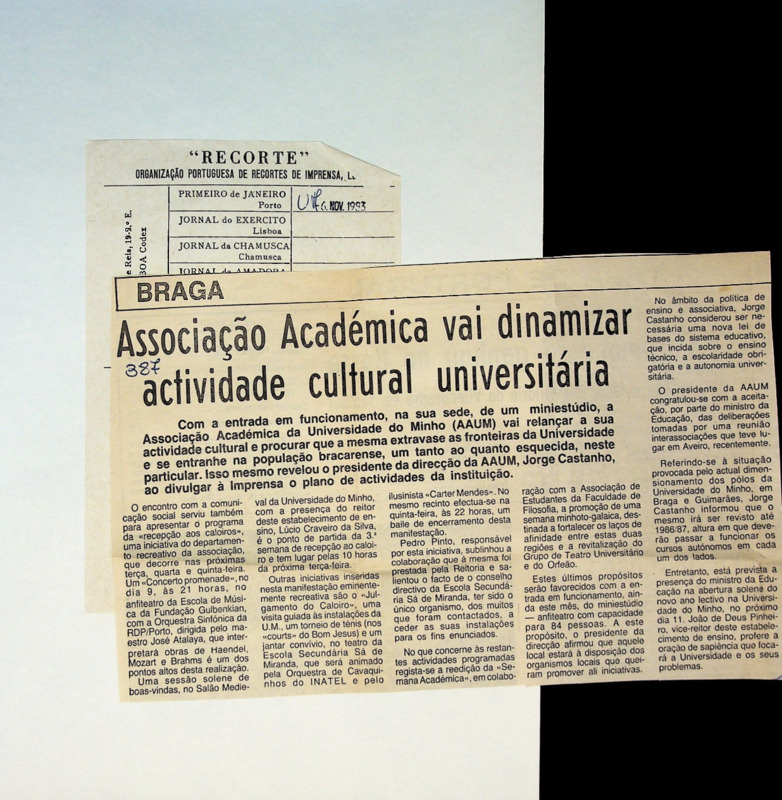 "RECORTE"
ORGANIZAÇÃO PORTUGUESA DE RECORTES DE IMPRENSA, L.
PRIMEIRO de JANEIRO
Porto
NOV. 1983
JORNAL do EXERCITO
Lisboa
JORNAL da CHAMUSCA
Chamusca
JORNAL da AMADORA
e Reis, 19-2.º E.
BOA Codex
BRAGA
387
Associação Académica vai dinamizar
actividade cultural universitária
Com a entrada em funcionamento, na sua sede, de um miniestúdio, a
Associação Académica da Universidade do Minho (AAUM) vai relançar a sua
actividade cultural e procurar que a mesma extravase as fronteiras da Universidade
e se entranhe na população bracarense, um tanto ao quanto esquecida, neste
particular. Isso mesmo revelou o presidente da direcção da AAUM, Jorge Castanho,
ao divulgar à Imprensa o plano de actividades da instituição.
O encontro com a comuni-
cação social serviu também
para apresentar o programa
da «recepção aos caloiros»,
uma iniciativa do departamen-
to recreativo da associação,
que decorre nas próximas
terça, quarta e quinta-feira.
Um «Concerto promenade», no
dia 9, às 21 horas, no
anfiteatro da Escola de Músi-
ca da Fundação Gulbenkian,
com a Orquestra Sinfónica da
RDP/Porto, dirigida pelo ma-
estro José Atalaya, que inter-
pretará obras de Haendel,
Mozart e Brahms é um dos
pontos altos desta realização.
Uma sessão solene de
boas-vindas, no Salão Medie-
val da Universidade do Minho,
com a presença do reitor
deste estabelecimento de en-
sino, Lúcio Craveiro da Silva,
é o ponto de partida da 3.ª
semana de recepção ao caloi-
ro e tem lugar pelas 10 horas
da próxima terça-feira.
Outras iniciativas inseridas
nesta manifestação eminente-
mente recreativa são o «Jul-
gamento do Caloiro», uma
visita guiada às instalações da
U.M., um torneio de ténis (nos
«courts» do Bom Jesus) e um
jantar convívio, no teatro da
Escola Secundária Sá de
Miranda, que será animado
pela Orquestra de Cavaqui-
nhos do INATEL e pelo
ilusinista «Carter Mendes». No
mesmo recinto efectua-se na
quinta-feira, às 22 horas, um
baile de encerramento desta
manifestação.
Pedro Pinto, responsável
por esta iniciativa, sublinhou a
colaboração que à mesma foi
prestada pela Reitoria e sa-
lientou o facto de o conselho
directivo da Escola Secundá-
ria Sá de Miranda, ter sido o
único organismo, dos muitos
que foram contactados, a
ceder as suas instalações
para os fins enunciados.
No que concerne às restan-
tes actividades programadas
regista-se a reedição da «Se-
mana Académica», em colabo-
ração com a Associação de
Estudantes da Faculdade de
Filosofia, a promoção de uma
semana minhoto-galaica, des-
tinada a fortalecer os laços de
afinidade entre estas duas
regiões e a revitalização do
Grupo de Teatro Universitário
e do Orfeão.
Estes últimos propósitos
serão favorecidos com a en-
trada em funcionamento, ain-
da este mês, do miniestúdio
— anfiteatro com capacidade
para 84 pessoas. A este
propósito, o presidente da
direcção afirmou que aquele
local estará à disposição dos
organismos locais que quei-
ram promover ali iniciativas.
No âmbito da política de
ensino e associativa, Jorge
Castanho considerou ser ne-
cessária uma nova lei de
bases do sistema educativo,
que incida sobre o ensino
técnico, a escolaridade obri-
gatória e a autonomia univer-
sitária.
O presidente da AAUM
congratulou-se com a aceita-
ção, por parte do ministro da
Educação, das deliberações
tomadas por uma reunião
interassociações que teve lu-
gar em Aveiro, recentemente.
Referindo-se à situação
provocada pelo actual dimen-
sionamento dos pólos da
Universidade do Minho, em
Braga e Guimarães, Jorge
Castanho informou que o
mesmo irá ser revisto até
1986/87, altura em que deve-
rão passar a funcionar os
cursos autónomos em cada
um dos lados.
Entretanto, está prevista a
presença do ministro da Edu-
cação na abertura solene do
novo ano lectivo na Universi-
dade do Minho, no próximo
dia 11. João de Deus Pinhei-
ro, vice-reitor deste estabele-
cimento de ensino, profere a
oração de sapiência que foca-
rá a Universidade e os seus
problemas.